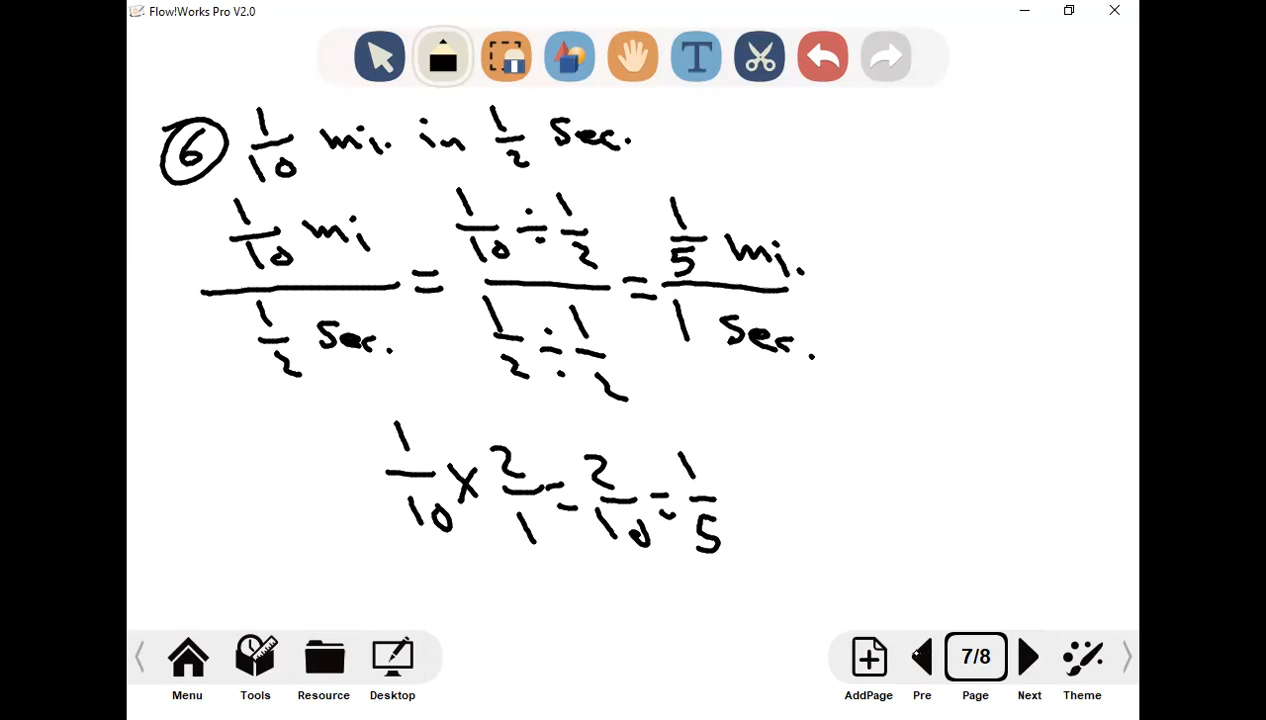 Flow!Works Pro V2.0
T
⑥ 1/10 mi. in 1/2 sec.
(1/10 mi)/(1/2 sec.) = (1/10 ÷ 1/2)/(1/2 ÷ 1/2) = (1/5 mi.)/(1 sec.)
1/10 × 2/1 = 2/10 = 1/5
Menu Tools Resource Desktop AddPage Pre 7/8 Page Next Theme